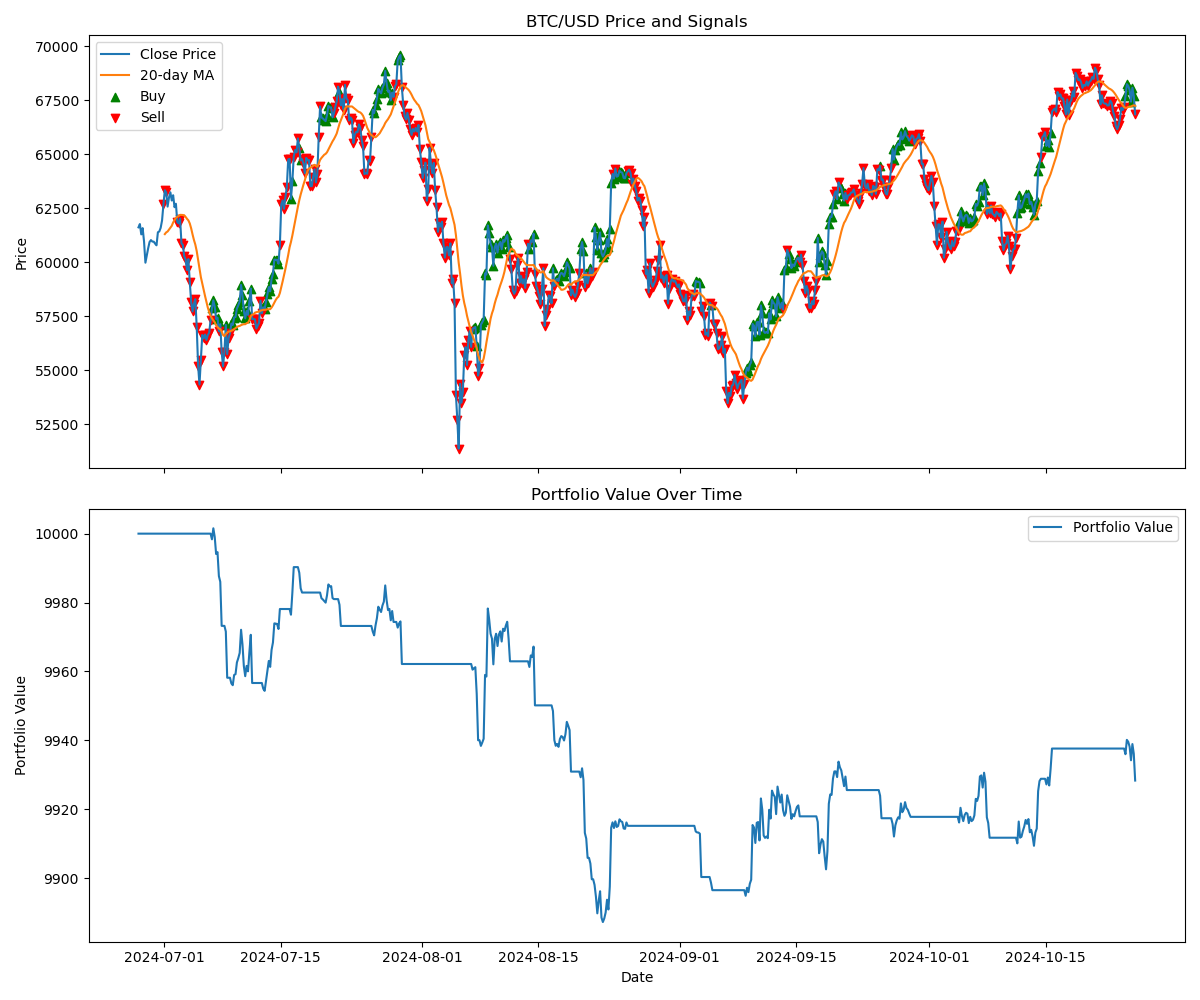 BTC/USD Price and Signals
Close Price
20-day MA
Buy
Sell
Price
70000
67500
65000
62500
60000
57500
55000
52500
Portfolio Value Over Time
Portfolio Value
Portfolio Value
10000
9980
9960
9940
9920
9900
2024-07-01
2024-07-15
2024-08-01
2024-08-15
2024-09-01
2024-09-15
2024-10-01
2024-10-15
Date